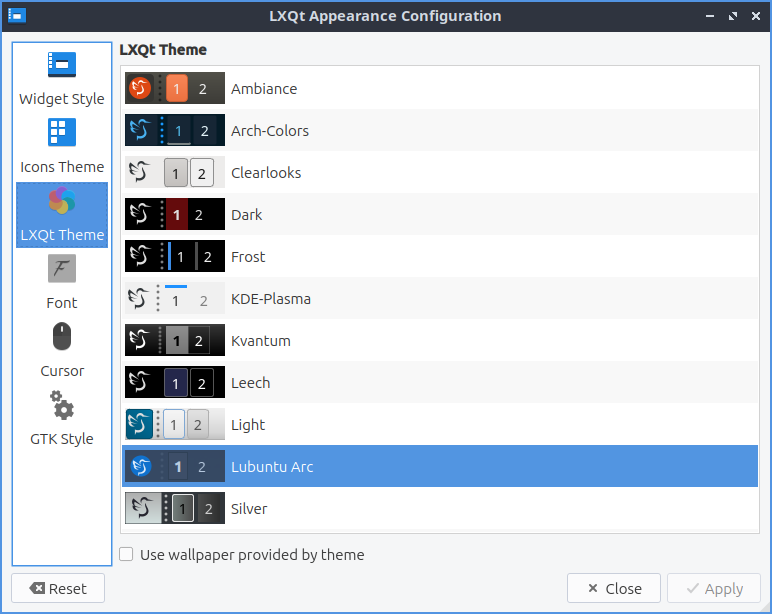 LXQt Appearance Configuration
Widget Style
Icons Theme
LXQt Theme
Font
Cursor
GTK Style
LXQt Theme
1 2 Ambiance
1 2 Arch-Colors
1 2 Clearlooks
1 2 Dark
1 2 Frost
1 2 KDE-Plasma
1 2 Kvantum
1 2 Leech
1 2 Light
1 2 Lubuntu Arc
1 2 Silver
Use wallpaper provided by theme
Reset
Close
Apply